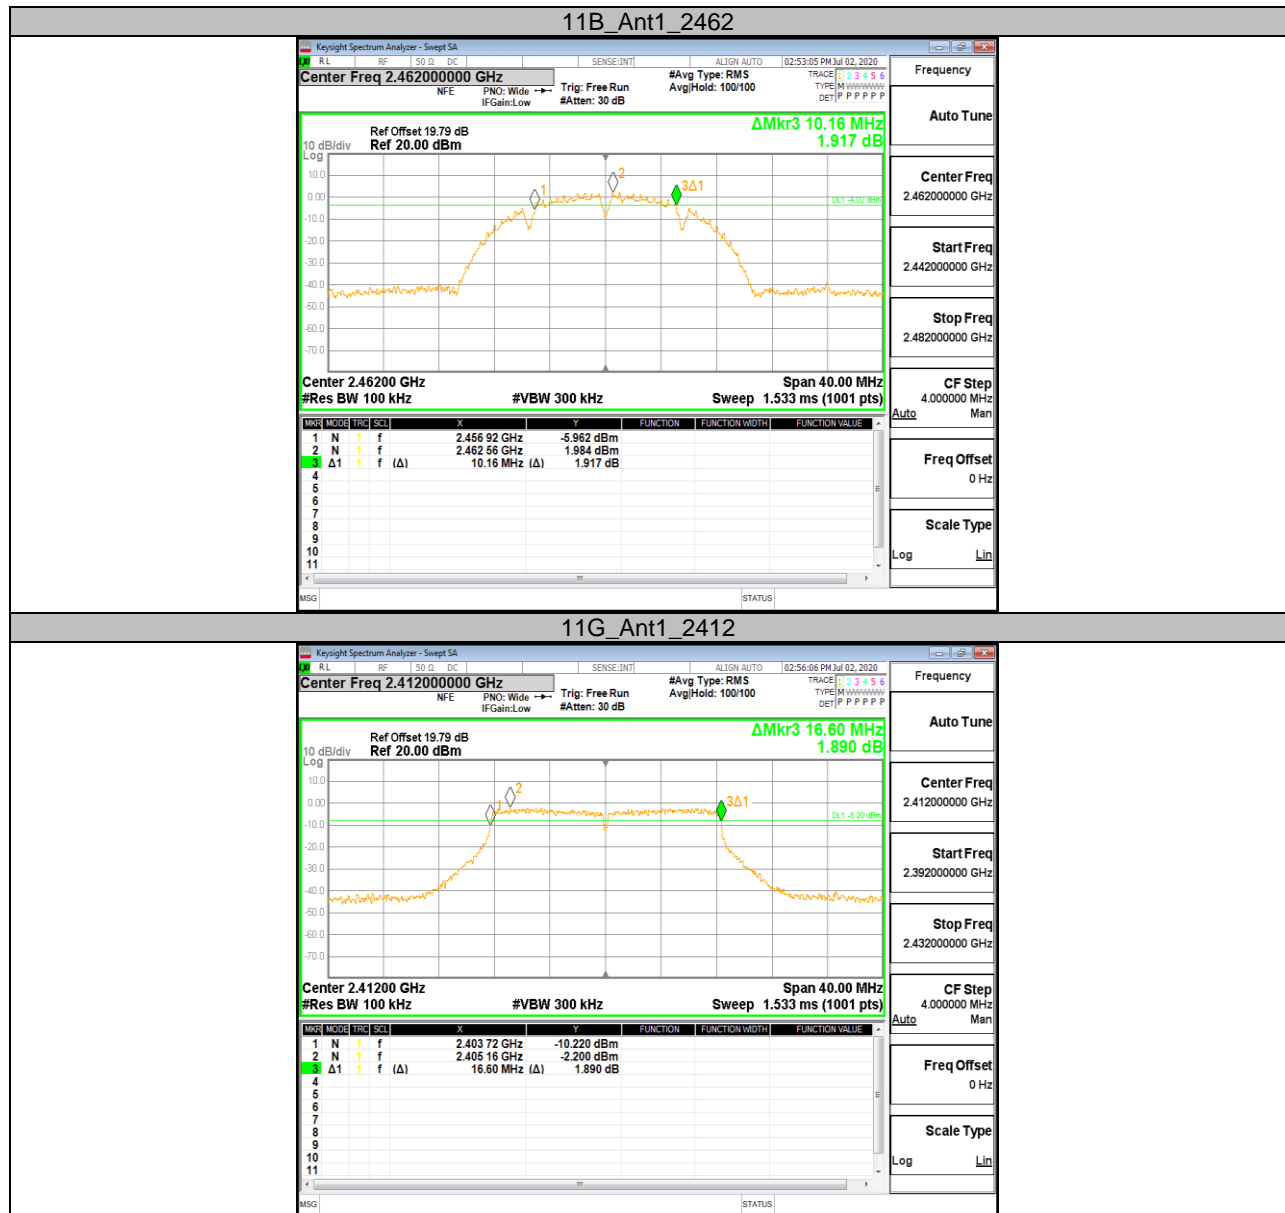 11B_Ant1_2462
Keysight Spectrum Analyzer - Swept SA
RL RF 50 Ω DC SENSE:INT ALIGN AUTO 02:53:05 PM Jul 02, 2020
Center Freq 2.462000000 GHz
NFE PNO: Wide IFGain:Low
Trig: Free Run
#Atten: 30 dB
#Avg Type: RMS
Avg|Hold: 100/100
TRACE 1 2 3 4 5 6
TYPE M WWWWW
DET P P P P P P
Frequency
Auto Tune
Center Freq
2.462000000 GHz
Start Freq
2.442000000 GHz
Stop Freq
2.482000000 GHz
CF Step
4.000000 MHz
Auto Man
Freq Offset
0 Hz
Scale Type
Log Lin
ΔMkr3 10.16 MHz
1.917 dB
Ref Offset 19.79 dB
10 dB/div Ref 20.00 dBm
Log
10.0
0.00
-10.0
-20.0
-30.0
-40.0
-50.0
-60.0
-70.0
1
2
3Δ1
DL1 -4.02 dBm
Center 2.46200 GHz Span 40.00 MHz
#Res BW 100 kHz #VBW 300 kHz Sweep 1.533 ms (1001 pts)
MKR MODE TRC SCL X Y FUNCTION FUNCTION WIDTH FUNCTION VALUE
1 N 1 f 2.456 92 GHz -5.962 dBm
2 N 1 f 2.462 56 GHz 1.984 dBm
3 Δ1 1 f (Δ) 10.16 MHz (Δ) 1.917 dB
4
5
6
7
8
9
10
11
MSG STATUS
11G_Ant1_2412
Keysight Spectrum Analyzer - Swept SA
RL RF 50 Ω DC SENSE:INT ALIGN AUTO 02:56:06 PM Jul 02, 2020
Center Freq 2.412000000 GHz
NFE PNO: Wide IFGain:Low
Trig: Free Run
#Atten: 30 dB
#Avg Type: RMS
Avg|Hold: 100/100
TRACE 1 2 3 4 5 6
TYPE M WWWWW
DET P P P P P P
Frequency
Auto Tune
Center Freq
2.412000000 GHz
Start Freq
2.392000000 GHz
Stop Freq
2.432000000 GHz
CF Step
4.000000 MHz
Auto Man
Freq Offset
0 Hz
Scale Type
Log Lin
ΔMkr3 16.60 MHz
1.890 dB
Ref Offset 19.79 dB
10 dB/div Ref 20.00 dBm
Log
10.0
0.00
-10.0
-20.0
-30.0
-40.0
-50.0
-60.0
-70.0
1
2
3Δ1
DL1 -8.20 dBm
Center 2.41200 GHz Span 40.00 MHz
#Res BW 100 kHz #VBW 300 kHz Sweep 1.533 ms (1001 pts)
MKR MODE TRC SCL X Y FUNCTION FUNCTION WIDTH FUNCTION VALUE
1 N 1 f 2.403 72 GHz -10.220 dBm
2 N 1 f 2.405 16 GHz -2.200 dBm
3 Δ1 1 f (Δ) 16.60 MHz (Δ) 1.890 dB
4
5
6
7
8
9
10
11
MSG STATUS